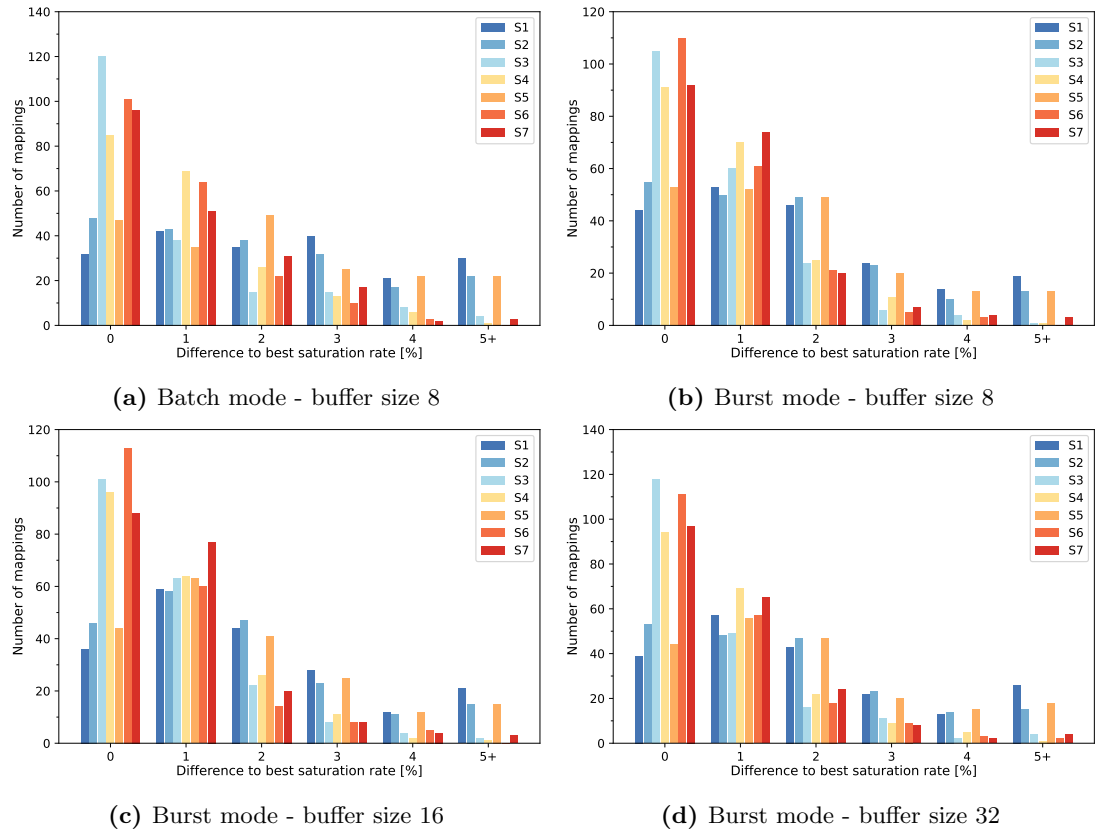 140
120
100
80
60
40
20
0
Number of mappings
S1
S2
S3
S4
S5
S6
S7
0 1 2 3 4 5+
Difference to best saturation rate [%]
(a) Batch mode - buffer size 8
120
100
80
60
40
20
0
Number of mappings
S1
S2
S3
S4
S5
S6
S7
0 1 2 3 4 5+
Difference to best saturation rate [%]
(b) Burst mode - buffer size 8
120
100
80
60
40
20
0
Number of mappings
S1
S2
S3
S4
S5
S6
S7
0 1 2 3 4 5+
Difference to best saturation rate [%]
(c) Burst mode - buffer size 16
140
120
100
80
60
40
20
0
Number of mappings
S1
S2
S3
S4
S5
S6
S7
0 1 2 3 4 5+
Difference to best saturation rate [%]
(d) Burst mode - buffer size 32